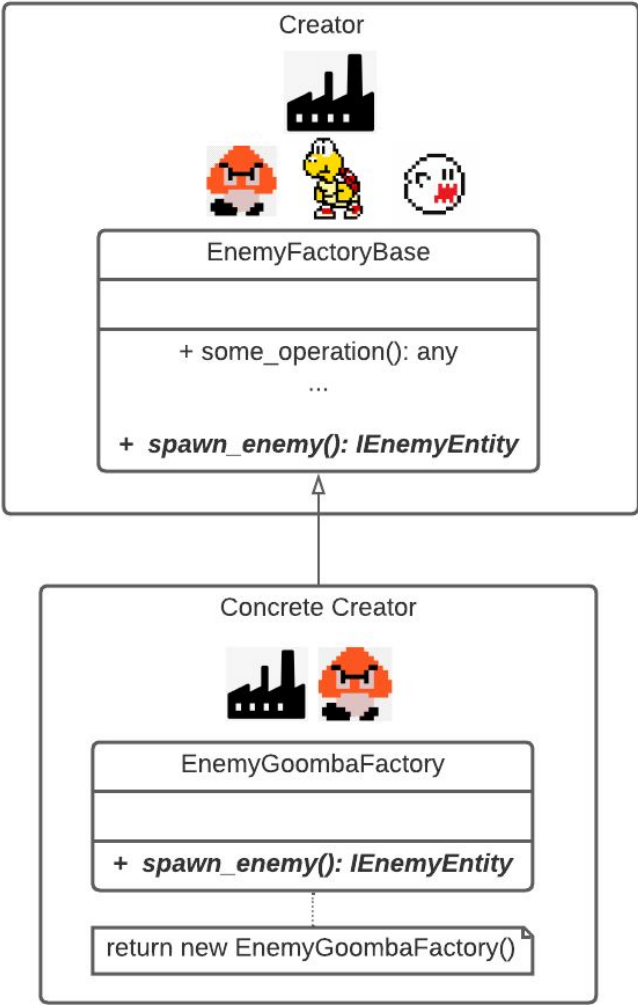 Creator
EnemyFactoryBase
+ some_operation(): any
...
+ spawn_enemy(): IEnemyEntity
Concrete Creator
EnemyGoombaFactory
+ spawn_enemy(): IEnemyEntity
return new EnemyGoombaFactory()